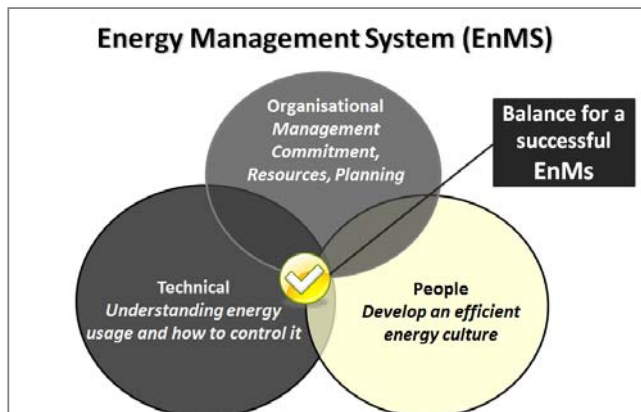 Energy Management System (EnMS)
Organisational
Management
Commitment,
Resources, Planning
Balance for a
successful
EnMs
Technical
Understanding energy
usage and how to control it
People
Develop an efficient
energy culture